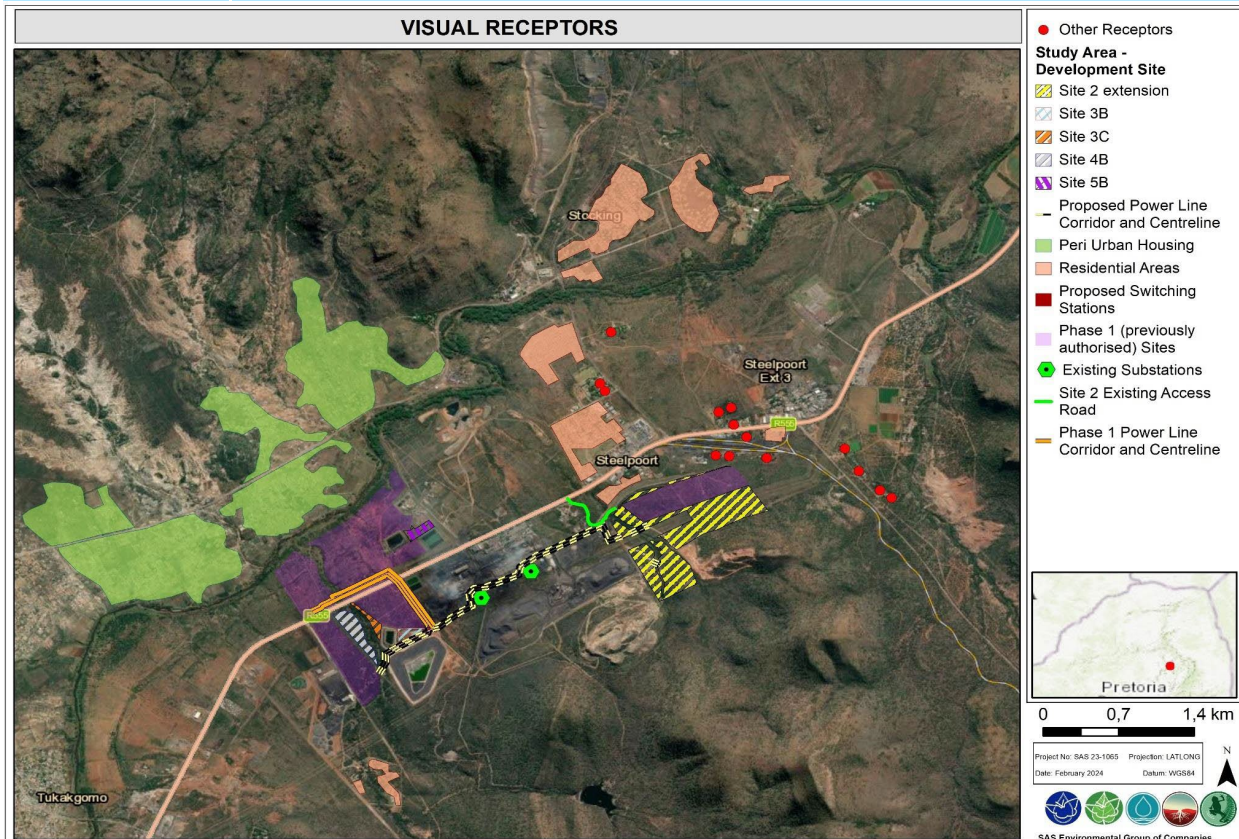 VISUAL RECEPTORS
Stocking
Steelpoort
Ext 3
R555
Steelpoort
R555
Tukakgomo
Other Receptors
Study Area -
Development Site
Site 2 extension
Site 3B
Site 3C
Site 4B
Site 5B
Proposed Power Line
Corridor and Centreline
Peri Urban Housing
Residential Areas
Proposed Switching
Stations
Phase 1 (previously
authorised) Sites
Existing Substations
Site 2 Existing Access
Road
Phase 1 Power Line
Corridor and Centreline
Pretoria
0 0,7 1,4 km
Project No: SAS 23-1065 Projection: LATLONG
Date: February 2024 Datum: WGS84
N
SAS Environmental Group of Companies